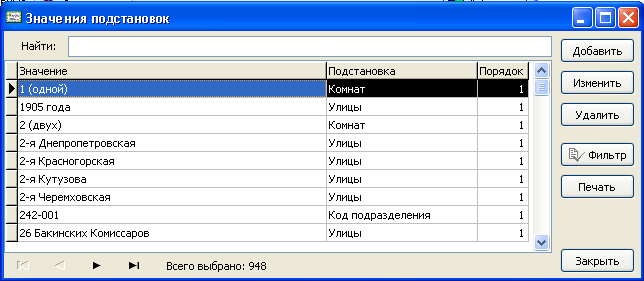 Значения подстановок
Найти:
Добавить
Изменить
Удалить
Фильтр
Печать
Закрыть
Значение Подстановка Порядок
1 (одной) Комнат 1
1905 года Улицы 1
2 (двух) Комнат 1
2-я Днепропетровская Улицы 1
2-я Красногорская Улицы 1
2-я Кутузова Улицы 1
2-я Черемховская Улицы 1
242-001 Код подразделения 1
26 Бакинских Комиссаров Улицы 1
Всего выбрано: 948